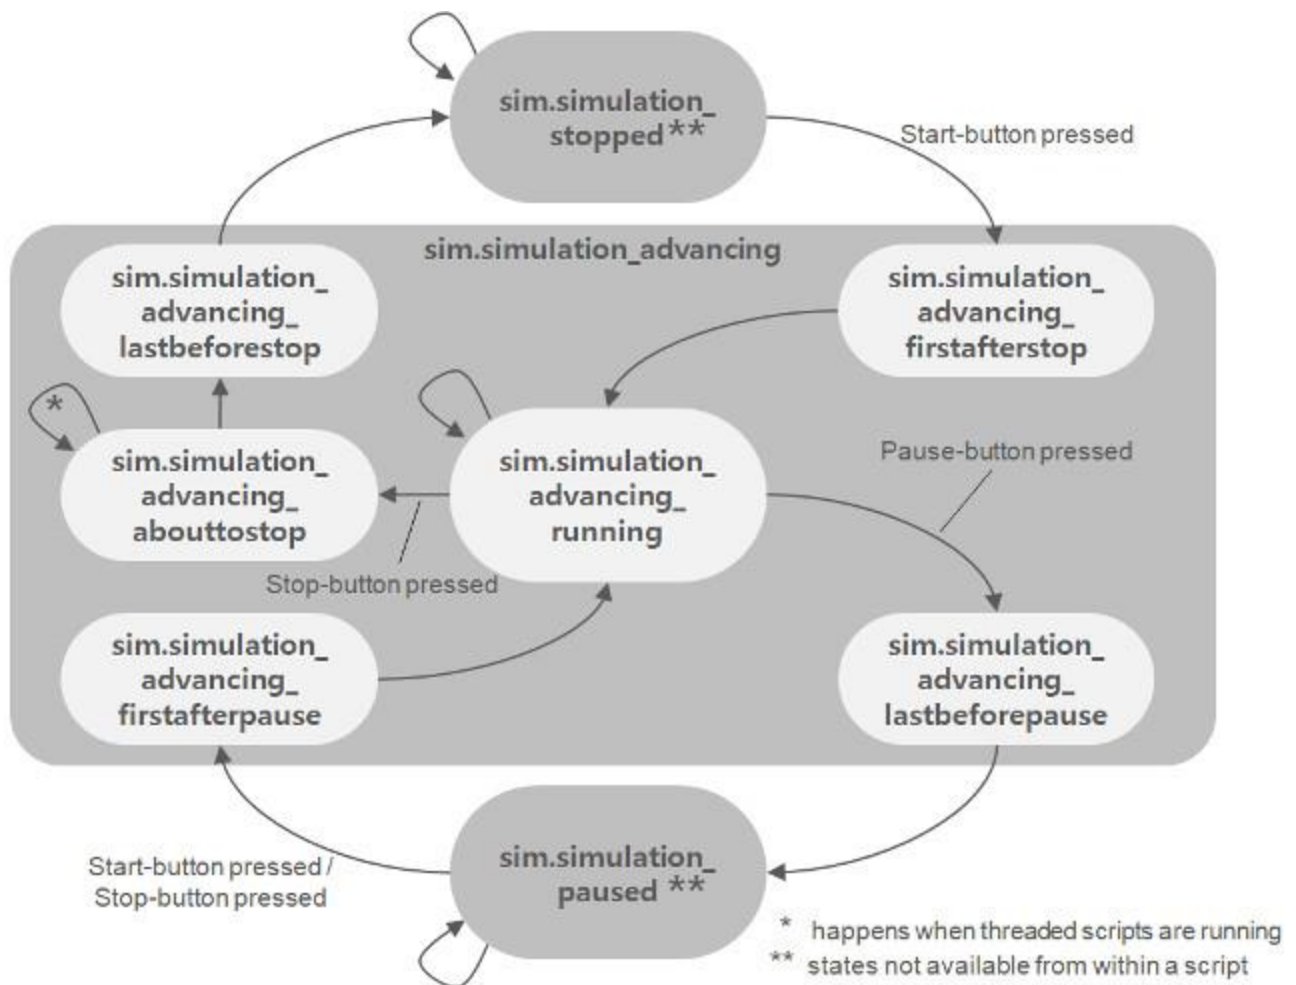 sim.simulation_
stopped**
Start-button pressed
sim.simulation_advancing
sim.simulation_
advancing_
lastbeforestop
sim.simulation_
advancing_
firstafterstop
*
sim.simulation_
advancing_
abouttostop
sim.simulation_
advancing_
running
Pause-button pressed
Stop-button pressed
sim.simulation_
advancing_
firstafterpause
sim.simulation_
advancing_
lastbeforepause
Start-button pressed /
Stop-button pressed
sim.simulation_
paused **
* happens when threaded scripts are running
** states not available from within a script